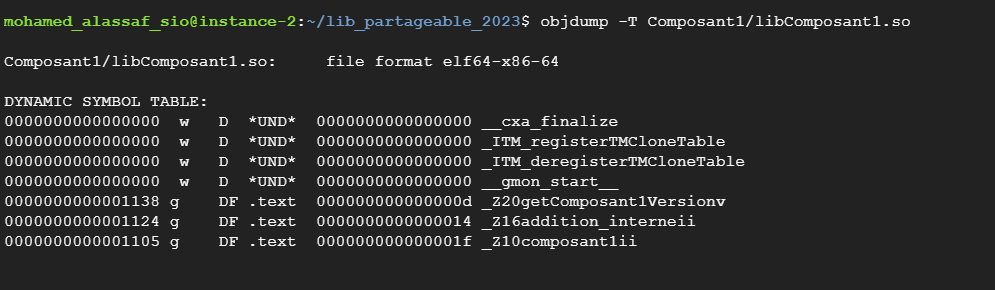 mohamed_alassaf_sio@instance-2:~/lib_partageable_2023$ objdump -T Composant1/libComposant1.so
Composant1/libComposant1.so:     file format elf64-x86-64
DYNAMIC SYMBOL TABLE:
0000000000000000  w   D  *UND*  0000000000000000 __cxa_finalize
0000000000000000  w   D  *UND*  0000000000000000 _ITM_registerTMCloneTable
0000000000000000  w   D  *UND*  0000000000000000 _ITM_deregisterTMCloneTable
0000000000000000  w   D  *UND*  0000000000000000 __gmon_start__
0000000000001138 g    DF .text  000000000000000d _Z20getComposant1Versionv
0000000000001124 g    DF .text  0000000000000014 _Z16addition_interneii
0000000000001105 g    DF .text  000000000000001f _Z10composant1ii